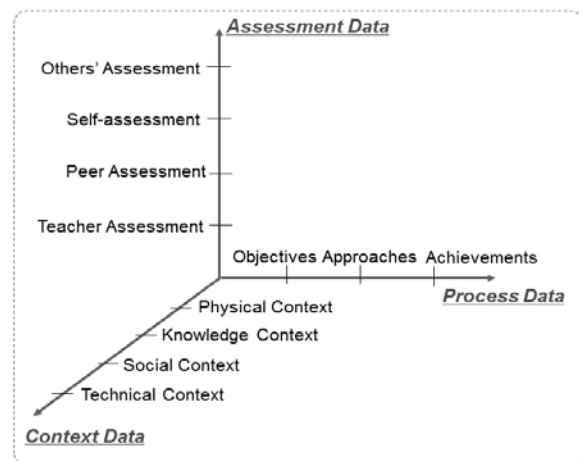 Assessment Data
Others' Assessment
Self-assessment
Peer Assessment
Teacher Assessment
Objectives Approaches Achievements
Process Data
Physical Context
Knowledge Context
Social Context
Technical Context
Context Data